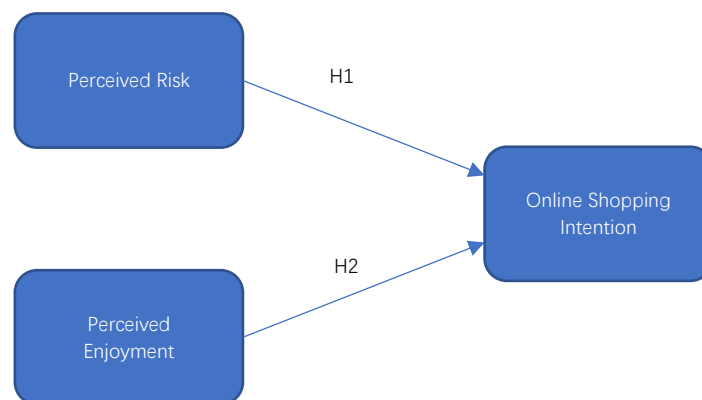 Perceived Risk
H1
Online Shopping
Intention
H2
Perceived
Enjoyment